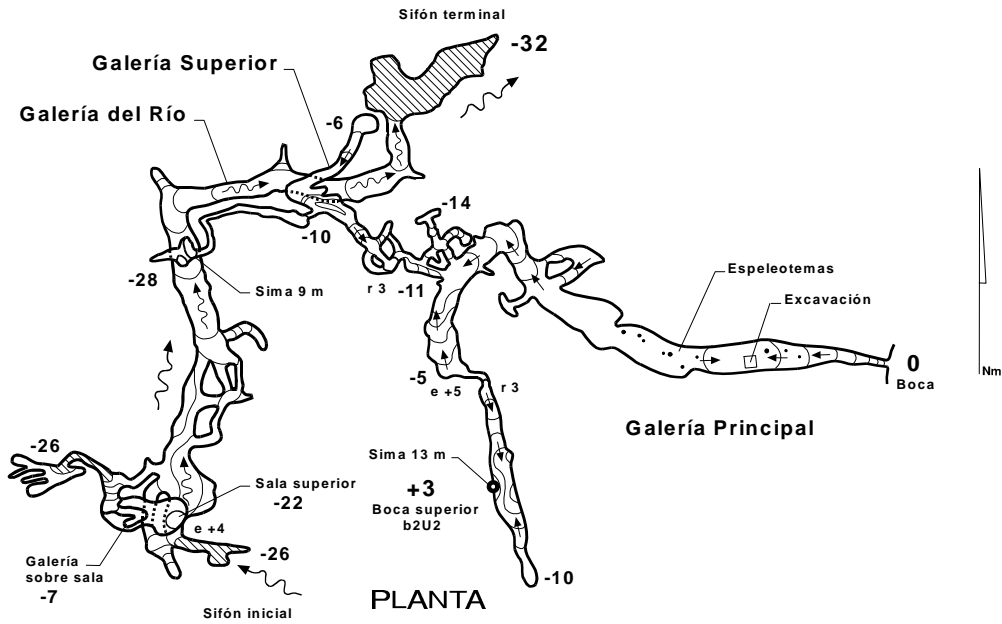 Sifón terminal
-32
Galería Superior
Galería del Río
-6
-14
-10
-28
Sima 9 m
r 3
-11
Espeleotemas
Excavación
0
Boca
Nm
-5
e +5
r 3
Galería Principal
-26
Sima 13 m
+3
Boca superior
b2U2
Sala superior
-22
e +4
-26
Galería
sobre sala
-7
-10
Sifón inicial
PLANTA